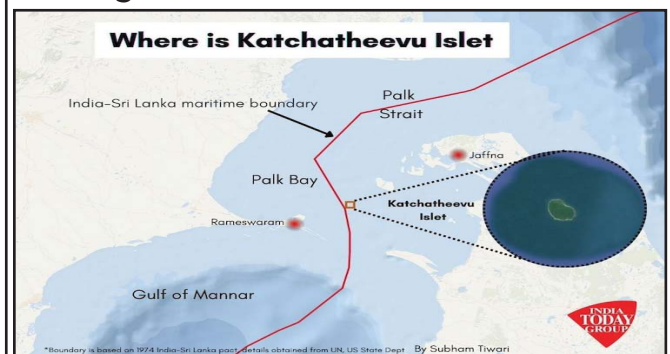 Where is Katchatheevu Islet
India-Sri Lanka maritime boundary
Palk
Strait
Jaffna
Palk Bay
Katchatheevu
Islet
Rameswaram
Gulf of Mannar
INDIA
TODAY
GROUP
*Boundary is based on 1974 India-Sri Lanka pact, details obtained from UN, US State Dept By Subham Tiwari